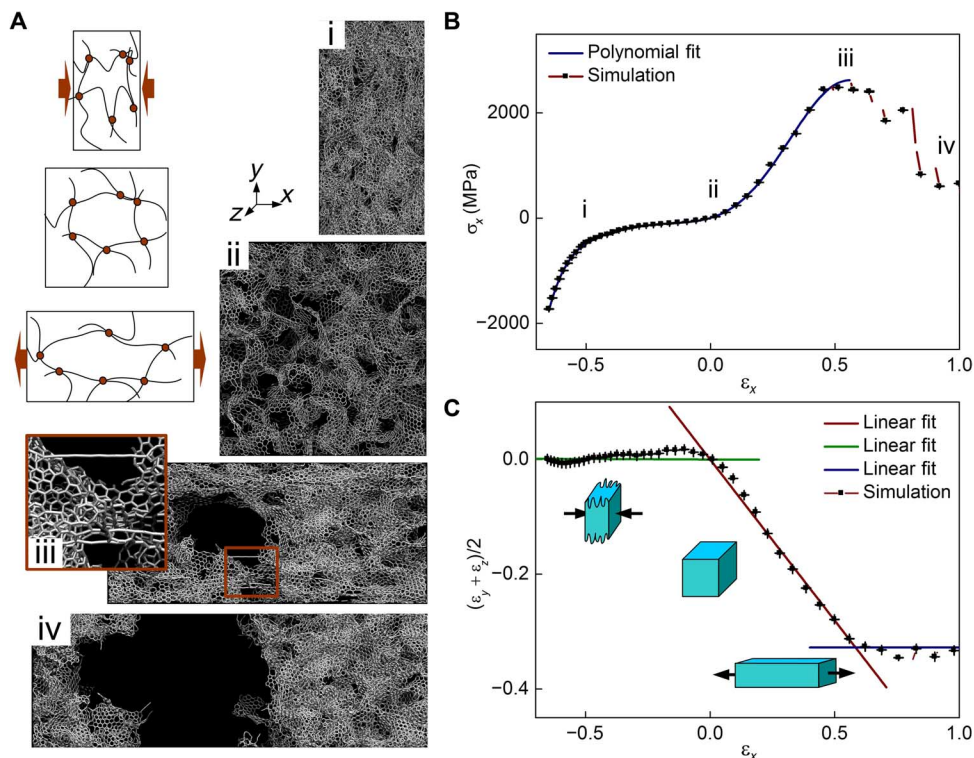 A
i
y
x
z
ii
iii
iv
B
Polynomial fit
Simulation
iii
iv
i
ii
2000
0
−2000
σx (MPa)
−0.5 0.0 0.5 1.0
εx
C
Linear fit
Linear fit
Linear fit
Simulation
0.0
−0.2
−0.4
(εy + εz)/2
−0.5 0.0 0.5 1.0
εx